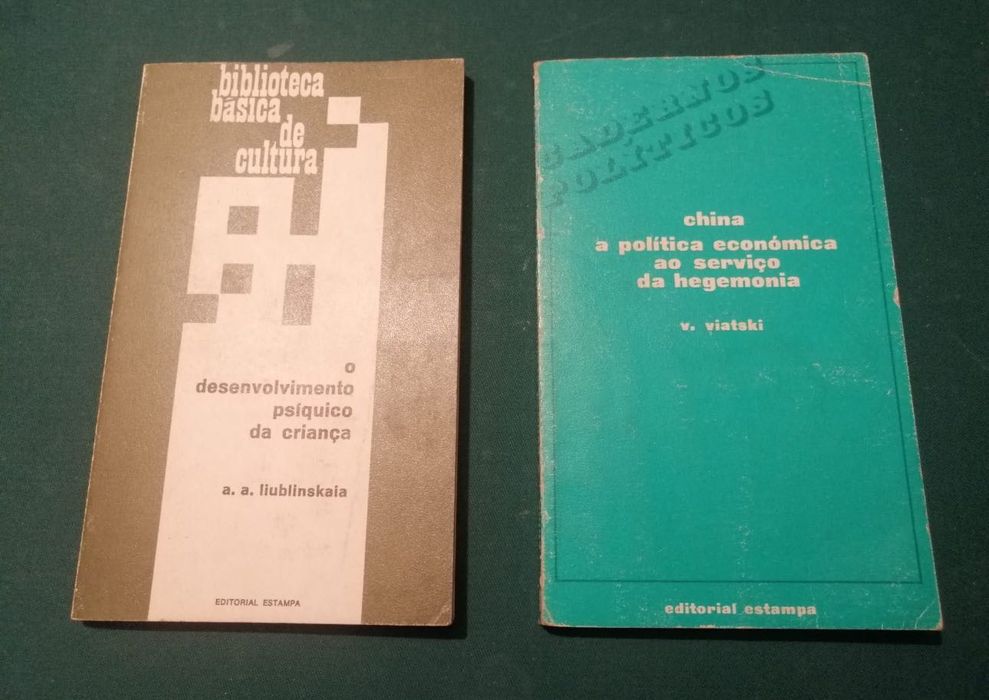 biblioteca
básica
de
cultura
o
desenvolvimento
psíquico
da criança
a. a. liublinskaia
EDITORIAL ESTAMPA
CADERNOS
POLÍTICOS
china
a política económica
ao serviço
da hegemonia
v. viatski
editorial estampa